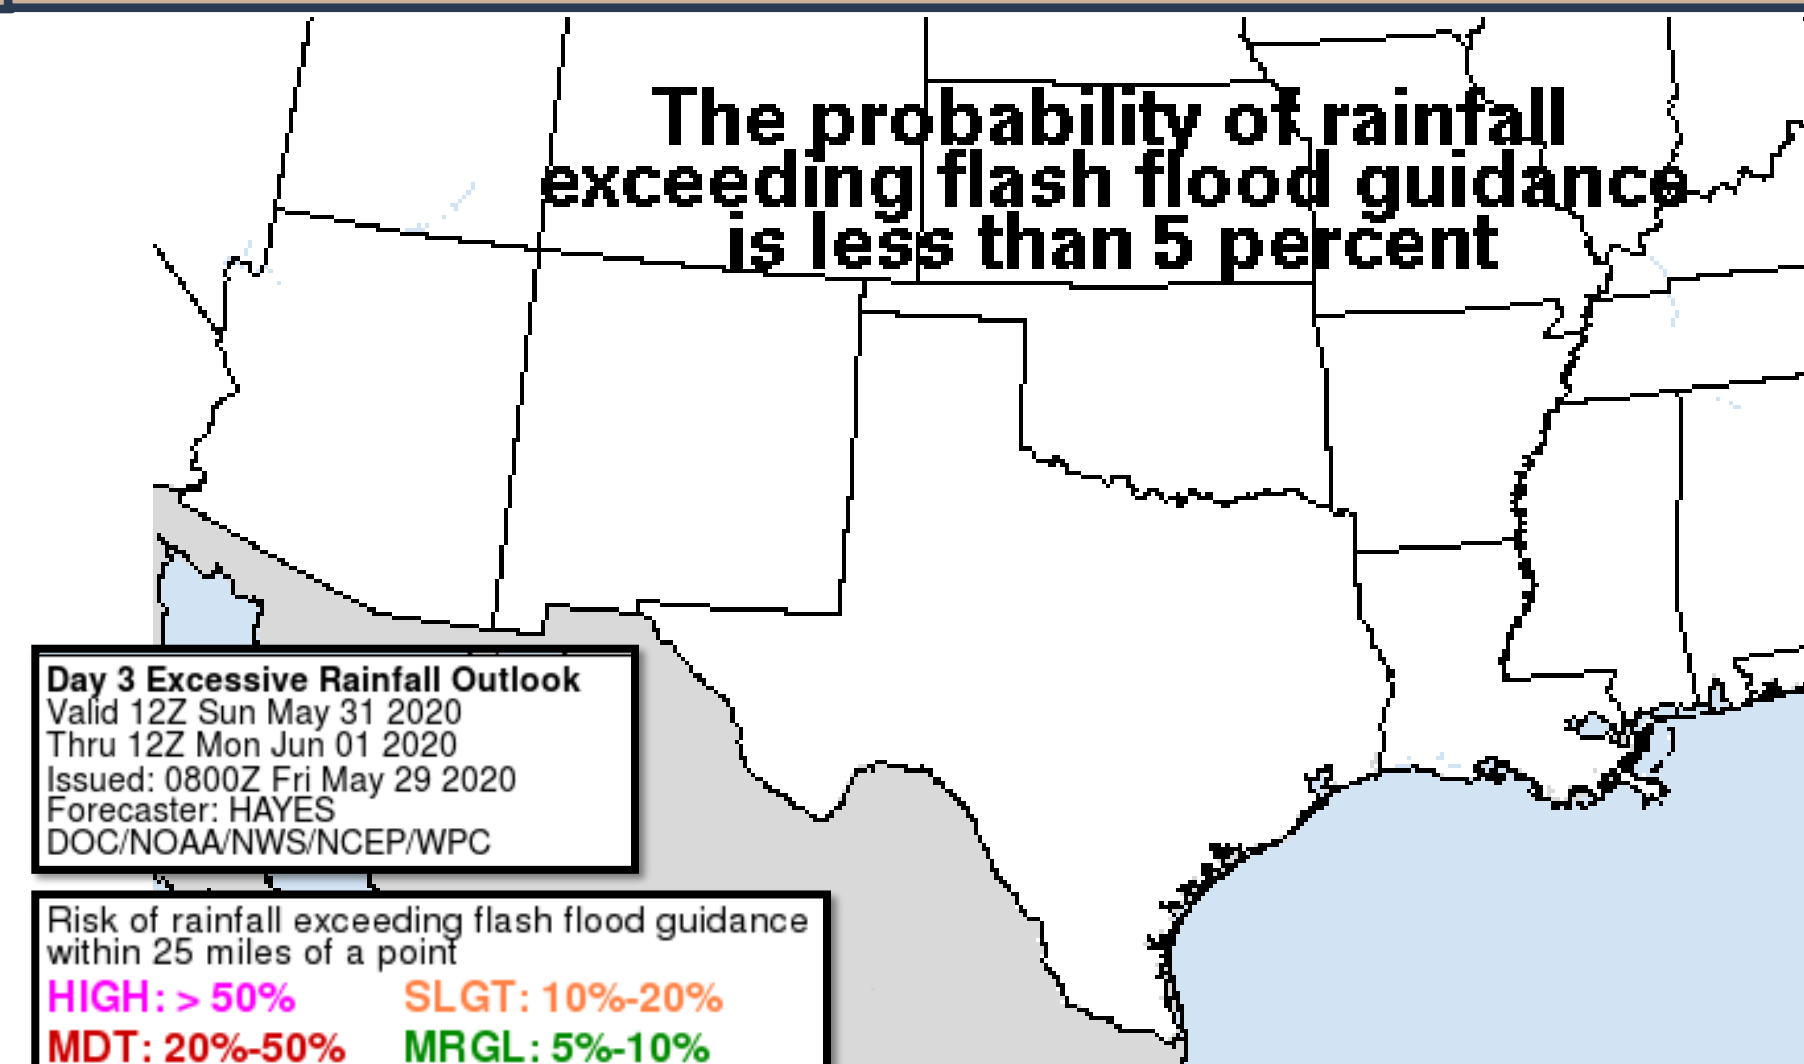 The probability of rainfall
exceeding flash flood guidance
is less than 5 percent
Day 3 Excessive Rainfall Outlook
Valid 12Z Sun May 31 2020
Thru 12Z Mon Jun 01 2020
Issued: 0800Z Fri May 29 2020
Forecaster: HAYES
DOC/NOAA/NWS/NCEP/WPC
Risk of rainfall exceeding flash flood guidance
within 25 miles of a point
HIGH: > 50% SLGT: 10%-20%
MDT: 20%-50% MRGL: 5%-10%